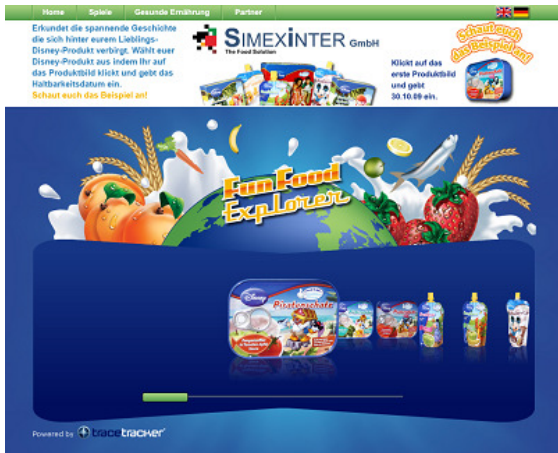 Home Spiele Gesunde Ernährung Partner
Erkundet die spannende Geschichte
die sich hinter eurem Lieblings-
Disney-Produkt verbirgt. Wählt euer
Disney-Produkt aus indem Ihr auf
das Produktbild klickt und gebt das
Haltbarkeitsdatum ein.
Schaut euch das Beispiel an!
SIMEXINTER GmbH
The Food Solution
Klickt auf das
erste Produktbild
und gebt
30.10.09 ein.
Schaut euch
das Beispiel an!
Fun Food
Explorer
Disney
Piratenschatz
Powered by tracetracker